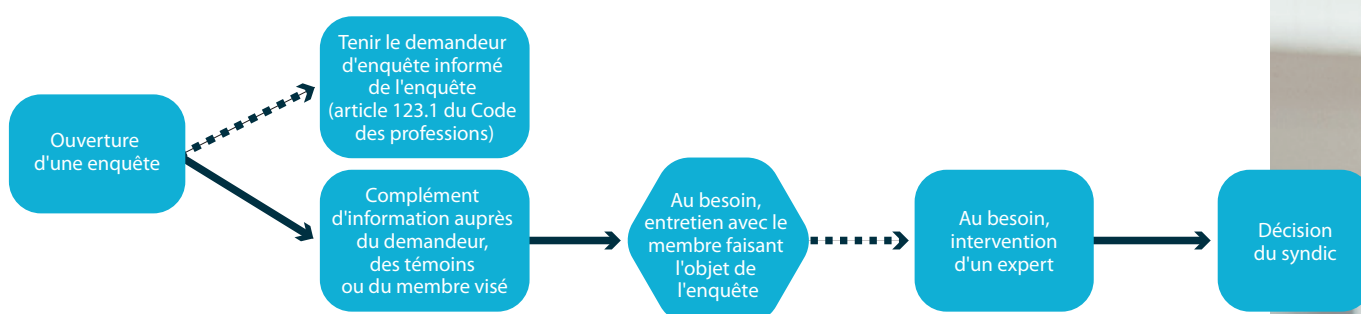 Ouverture
d'une enquête
Tenir le demandeur
d'enquête informé
de l'enquête
(article 123.1 du Code
des professions)
Complément
d'information auprès
du demandeur,
des témoins
ou du membre visé
Au besoin,
entretien avec le
membre faisant
l'objet de
l'enquête
Au besoin,
intervention
d'un expert
Décision
du syndic